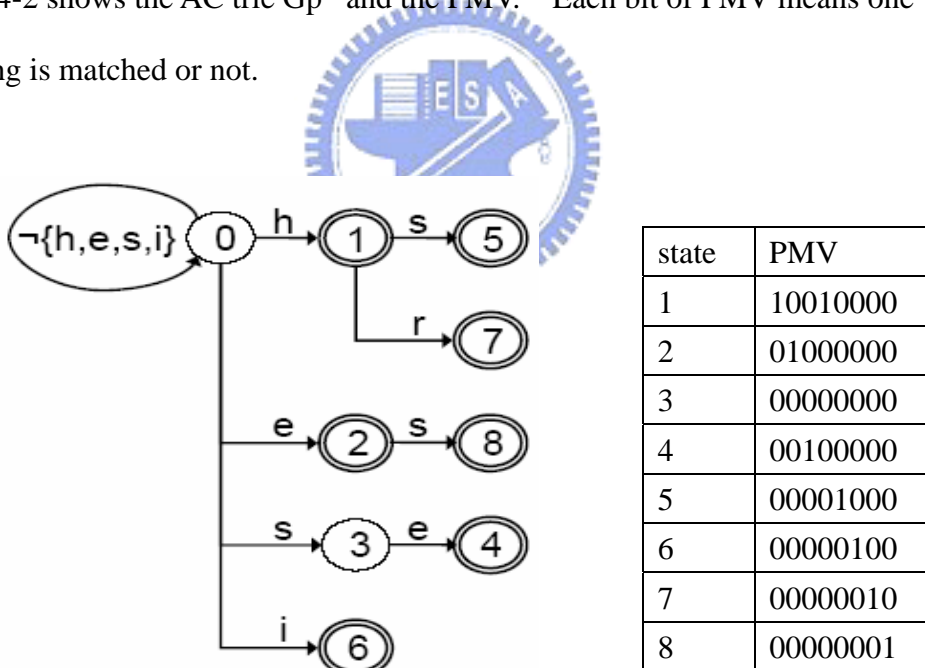 4-2 shows the AC trie Gp and the PMV. Each bit of PMV means one
ng is matched or not.
E S A
¬{h,e,s,i} 0 h 1 s 5
r 7
e 2 s 8
s 3 e 4
i 6
state PMV
1 10010000
2 01000000
3 00000000
4 00100000
5 00001000
6 00000100
7 00000010
8 00000001